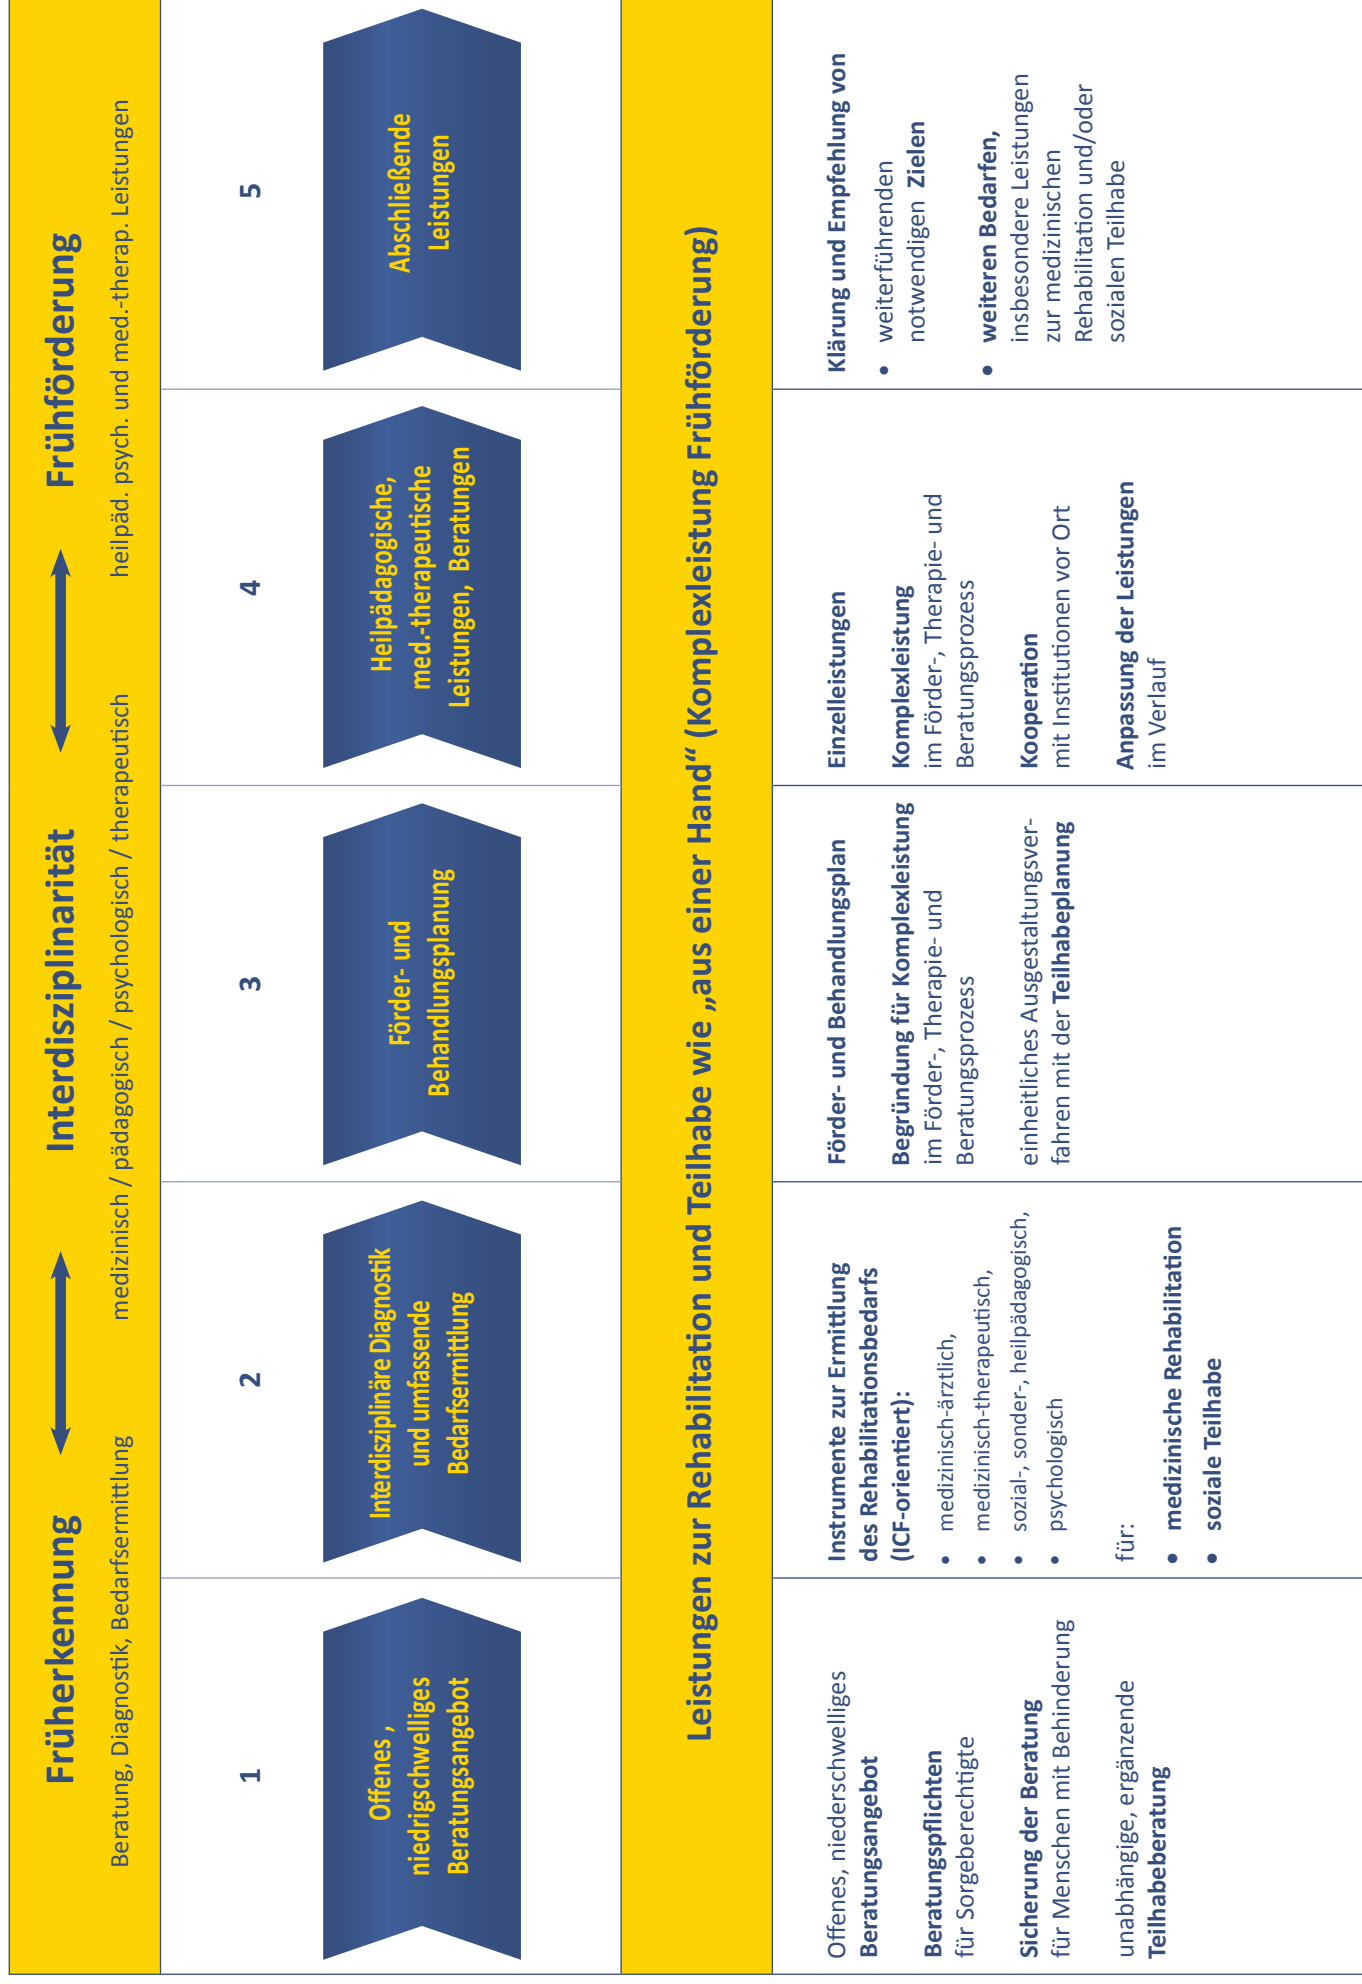 Früherkennung
Interdisziplinarität
Frühförderung
Beratung, Diagnostik, Bedarfsermittlung
medizinisch / pädagogisch / psychologisch / therapeutisch
heilpäd. psych. und med.-therap. Leistungen
1
2
3
4
5
Offenes ,
niedrigschwelliges
Beratungsangebot
Interdisziplinäre Diagnostik
und umfassende
Bedarfsermittlung
Förder- und
Behandlungsplanung
Heilpädagogische,
med.-therapeutische
Leistungen, Beratungen
Abschließende
Leistungen
Leistungen zur Rehabilitation und Teilhabe wie „aus einer Hand“ (Komplexleistung Frühförderung)
Offenes, niederschwelliges
Beratungsangebot
Beratungspflichten
für Sorgeberechtigte
Sicherung der Beratung
für Menschen mit Behinderung
unabhängige, ergänzende
Teilhabeberatung
Instrumente zur Ermittlung
des Rehabilitationsbedarfs
(ICF-orientiert):
• medizinisch-ärztlich,
• medizinisch-therapeutisch,
• sozial-, sonder-, heilpädagogisch,
• psychologisch
für:
• medizinische Rehabilitation
• soziale Teilhabe
Förder- und Behandlungsplan
Begründung für Komplexleistung
im Förder-, Therapie- und
Beratungsprozess
einheitliches Ausgestaltungsver-
fahren mit der Teilhabeplanung
Einzelleistungen
Komplexleistung
im Förder-, Therapie- und
Beratungsprozess
Kooperation
mit Institutionen vor Ort
Anpassung der Leistungen
im Verlauf
Klärung und Empfehlung von
• weiterführenden
notwendigen Zielen
• weiteren Bedarfen,
insbesondere Leistungen
zur medizinischen
Rehabilitation und/oder
sozialen Teilhabe